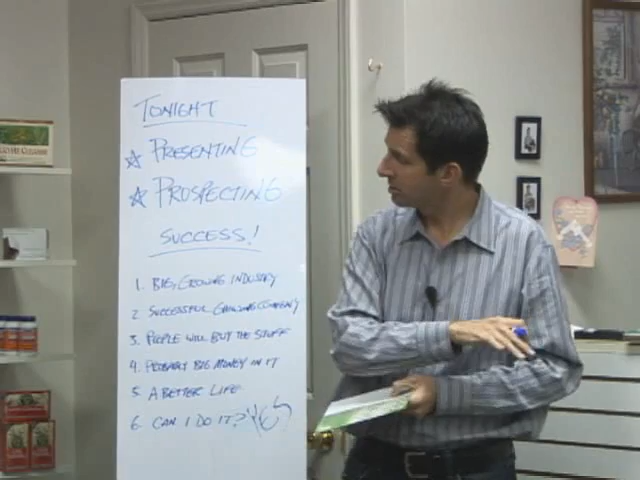 TONIGHT
☆ PRESENTING
☆ PROSPECTING
SUCCESS!
1. BIG, GROWING INDUSTRY
2 SUCCESSFUL GROWING COMPANY
3. PEOPLE WILL BUY THE STUFF
4. PROBABLY BIG MONEY IN IT
5 A BETTER LIFE
6 CAN I DO IT? YES